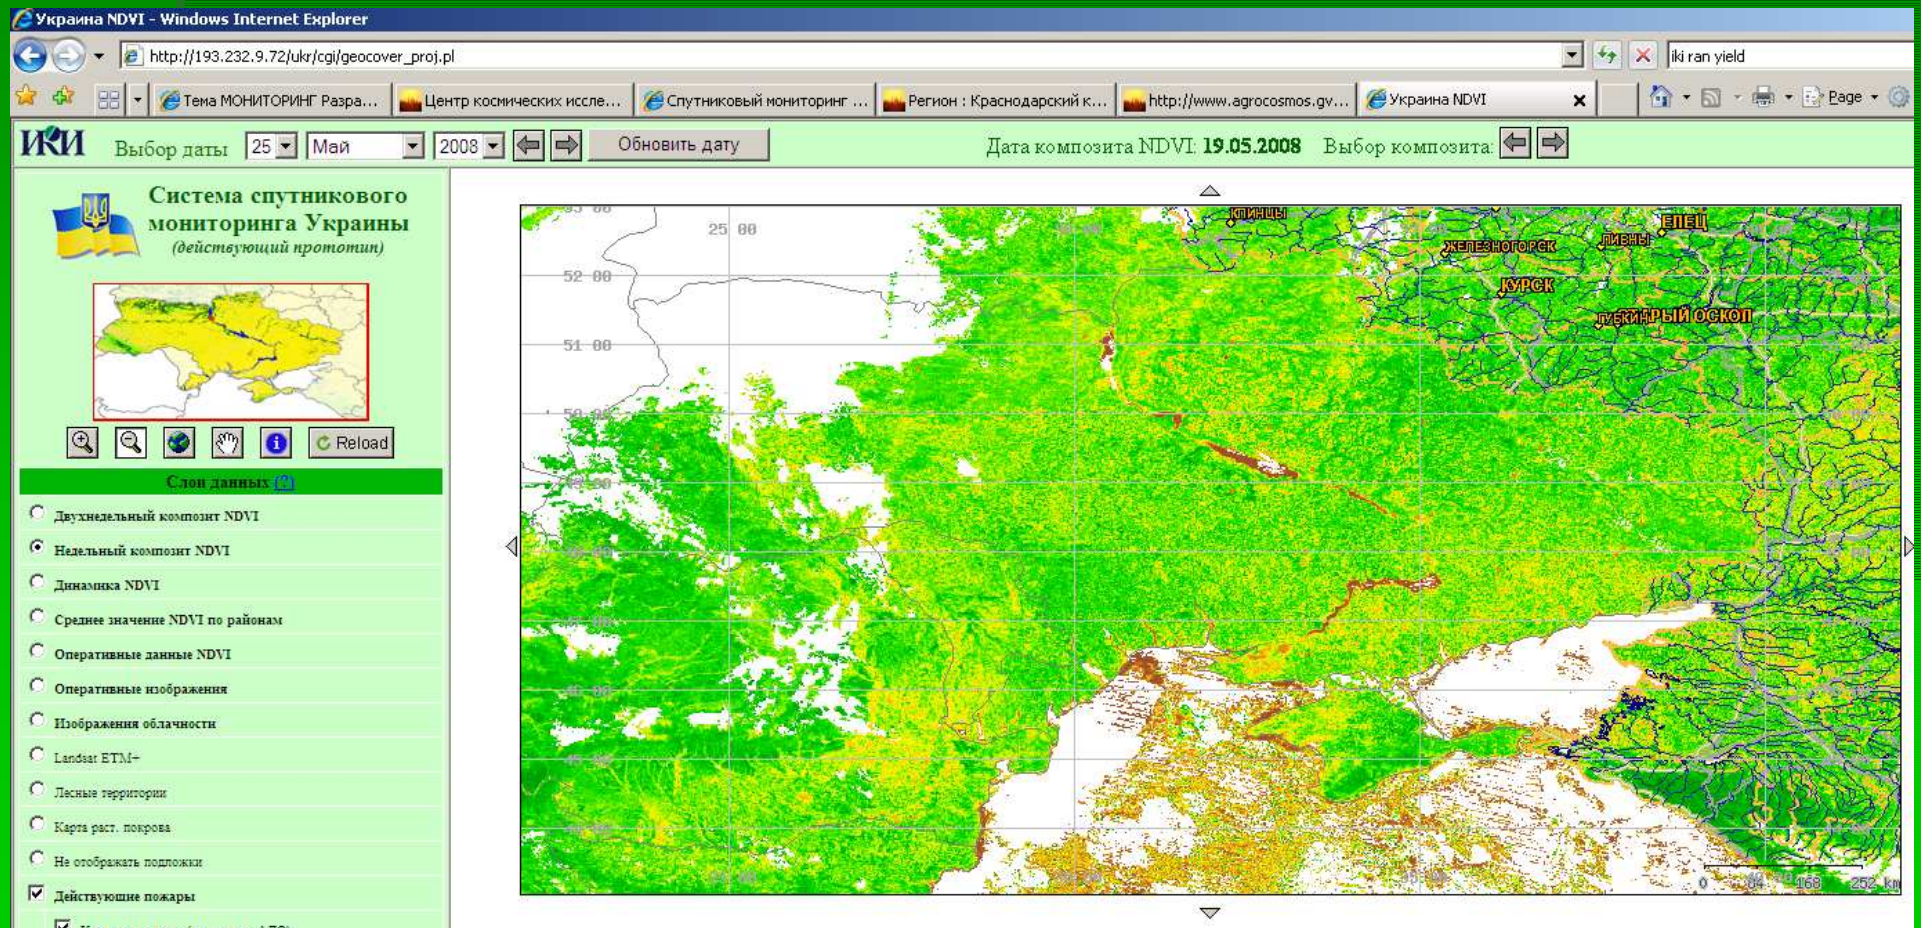 Украина NDVI - Windows Internet Explorer
http://193.232.9.72/ukr/cgi/geocover_proj.pl
iki ran yield
Тема МОНИТОРИНГ Разра...
Центр космических иссле...
Спутниковый мониторинг ...
Регион : Краснодарский к...
http://www.agrocosmos.gv...
Украина NDVI
Page
ИКИ
Выбор даты
25
Май
2008
Обновить дату
Дата композита NDVI: 19.05.2008
Выбор композита:
Система спутникового
мониторинга Украины
(действующий прототип)
Reload
Слои данных (?)
Двухнедельный композит NDVI
Недельный композит NDVI
Динамика NDVI
Среднее значение NDVI по районам
Оперативные данные NDVI
Оперативные изображения
Изображения облачности
Landsat ETM+
Лесные территории
Карта раст. покрова
Не отображать подложки
Действующие пожары
25 00
52 00
51 00
КЛИНЦЫ
ЕЛЕЦ
ЖЕЛЕЗНОГОРСК
ЛИВНЫ
КУРСК
РЫЙ ОСКОЛ
0 84 168 252 km